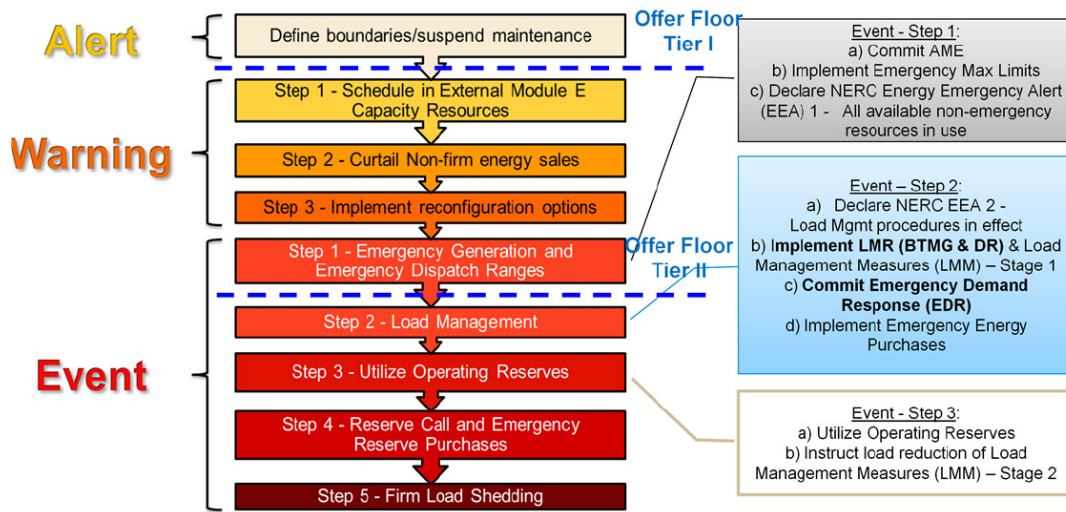 Alert
Define boundaries/suspend maintenance
Offer Floor
Tier I
Warning
Step 1 - Schedule in External Module E
Capacity Resources
Step 2 - Curtail Non-firm energy sales
Step 3 - Implement reconfiguration options
Event
Step 1 - Emergency Generation and
Emergency Dispatch Ranges
Offer Floor
Tier II
Step 2 - Load Management
Step 3 - Utilize Operating Reserves
Step 4 - Reserve Call and Emergency
Reserve Purchases
Step 5 - Firm Load Shedding
Event - Step 1:
a) Commit AME
b) Implement Emergency Max Limits
c) Declare NERC Energy Emergency Alert
(EEA) 1 - All available non-emergency
resources in use
Event – Step 2:
a) Declare NERC EEA 2 -
Load Mgmt procedures in effect
b) Implement LMR (BTMG & DR) & Load
Management Measures (LMM) – Stage 1
c) Commit Emergency Demand
Response (EDR)
d) Implement Emergency Energy
Purchases
Event - Step 3:
a) Utilize Operating Reserves
b) Instruct load reduction of Load
Management Measures (LMM) – Stage 2